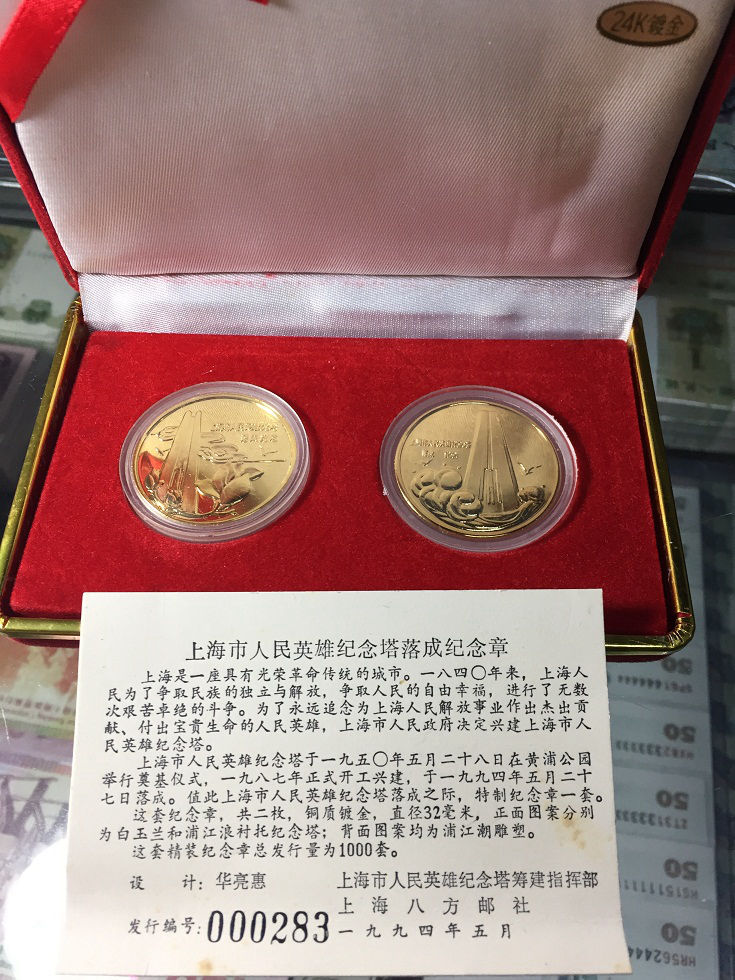 24K镀金
上海市人民英雄纪念塔落成纪念章
上海是一座具有光荣革命传统的城市。一八四〇年来，上海人
民为了争取民族的独立与解放，争取人民的自由幸福，进行了无数
次艰苦卓绝的斗争。为了永远追念为上海人民解放事业作出杰出贡
献、付出宝贵生命的人民英雄，上海市人民政府决定兴建上海市人
民英雄纪念塔。
上海市人民英雄纪念塔于一九五〇年五月二十八日在黄浦公园
举行奠基仪式，一九八七年正式开工兴建，于一九九四年五月二十
七日落成。值此上海市人民英雄纪念塔落成之际，特制纪念章一套。
这套纪念章，共二枚，铜质镀金，直径32毫米，正面图案分别
为白玉兰和浦江浪村托纪念塔；背面图案均为浦江潮雕塑。
这套精装纪念章总发行量为1000套。
设 计：华亮惠 上海市人民英雄纪念塔筹建指挥部
上海八方邮社
发行编号：000283 一九九四年五月
50
50
50
50
50